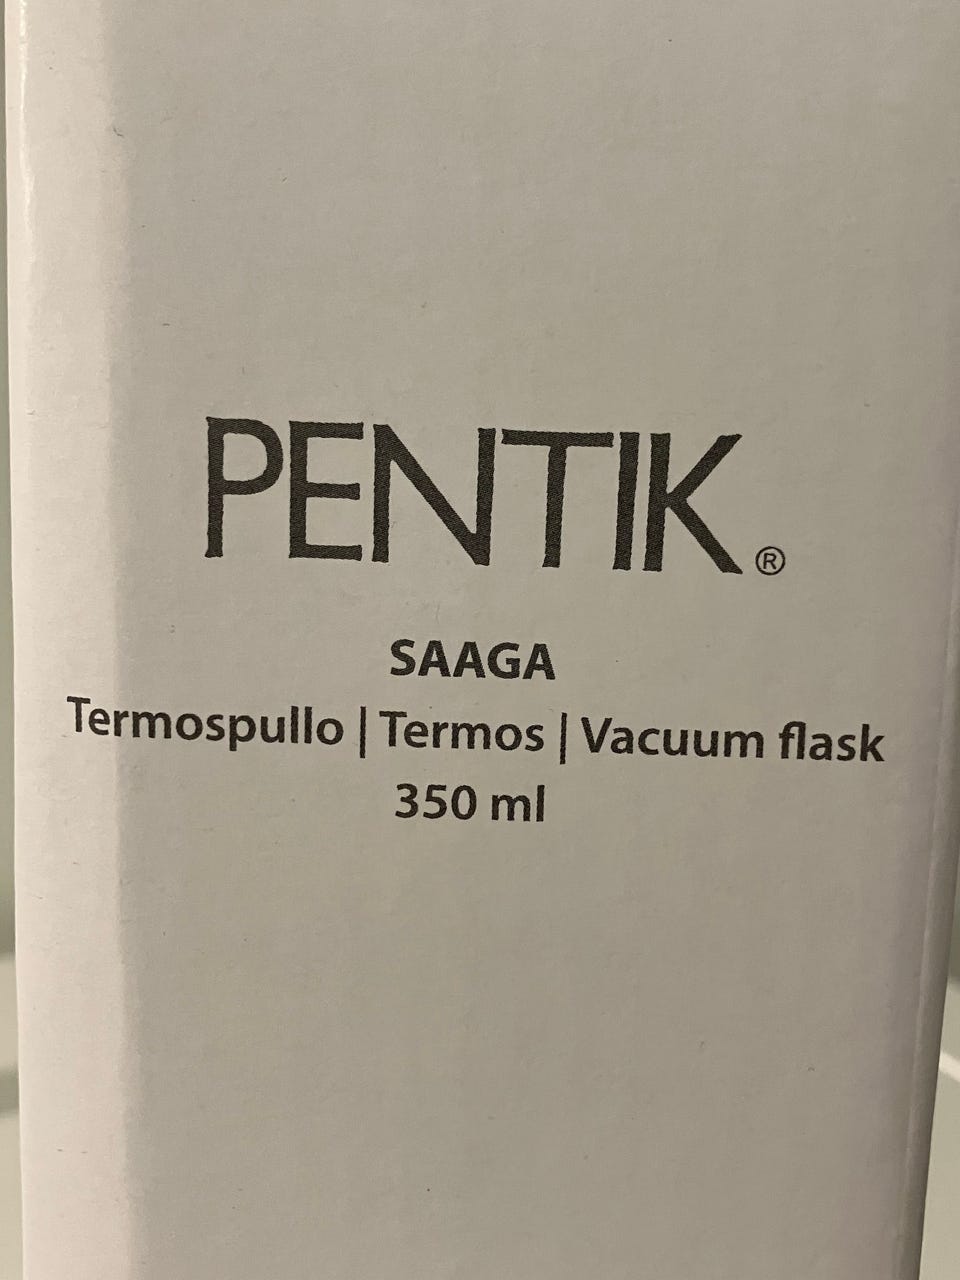 PENTIK®
SAAGA
Termospullo | Termos | Vacuum flask
350 ml